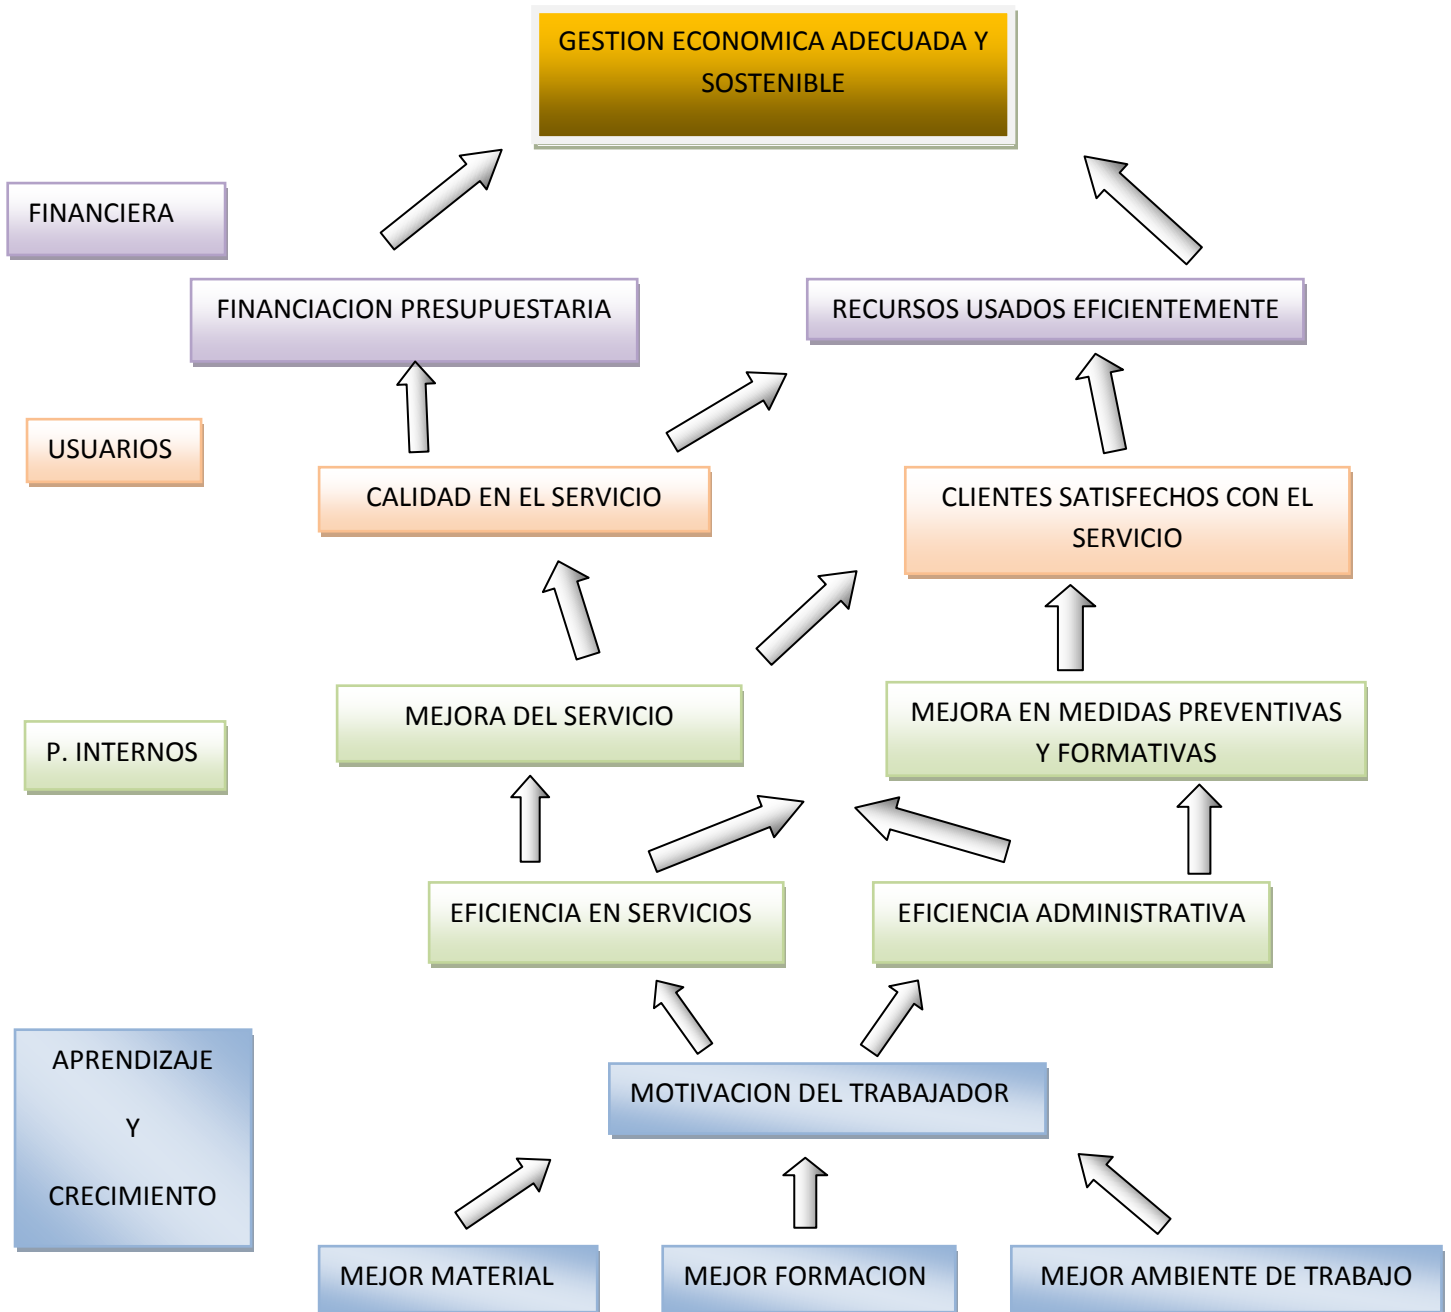 GESTION ECONOMICA ADECUADA Y
SOSTENIBLE
FINANCIERA
FINANCIACION PRESUPUESTARIA
RECURSOS USADOS EFICIENTEMENTE
USUARIOS
CALIDAD EN EL SERVICIO
CLIENTES SATISFECHOS CON EL
SERVICIO
P. INTERNOS
MEJORA DEL SERVICIO
MEJORA EN MEDIDAS PREVENTIVAS
Y FORMATIVAS
EFICIENCIA EN SERVICIOS
EFICIENCIA ADMINISTRATIVA
APRENDIZAJE
Y
CRECIMIENTO
MOTIVACION DEL TRABAJADOR
MEJOR MATERIAL
MEJOR FORMACION
MEJOR AMBIENTE DE TRABAJO